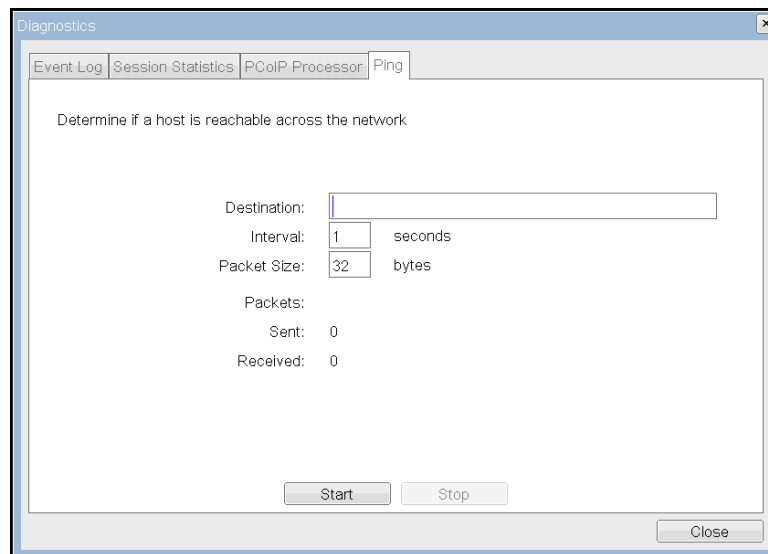 Diagnostics
Event Log Session Statistics PCoIP Processor Ping
Determine if a host is reachable across the network
Destination:
Interval: 1 seconds
Packet Size: 32 bytes
Packets:
Sent: 0
Received: 0
Start Stop
Close